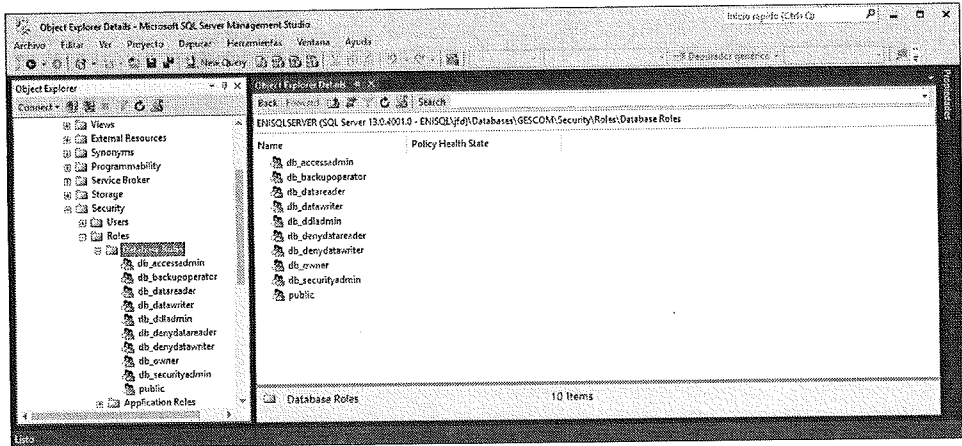 Object Explorer Details - Microsoft SQL Server Management Studio
Inicio rápido (Ctrl+Q)
Archivo Editar Ver Proyecto Depurar Herramientas Ventana Ayuda
New Query
Depurador genérico
Object Explorer
Connect
Views
External Resources
Synonyms
Programmability
Service Broker
Storage
Security
Users
Roles
Database Roles
db_accessadmin
db_backupoperator
db_datareader
db_datawriter
db_ddladmin
db_denydatareader
db_denydatawriter
db_owner
db_securityadmin
public
Application Roles
Object Explorer Details
Back Forward Search
ENISQLSERVER (SQL Server 13.0.4001.0 - ENISQL\jfd)\Databases\GESCOM\Security\Roles\Database Roles
Name Policy Health State
db_accessadmin
db_backupoperator
db_datareader
db_datawriter
db_ddladmin
db_denydatareader
db_denydatawriter
db_owner
db_securityadmin
public
Database Roles 10 Items
Propiedades
Listo